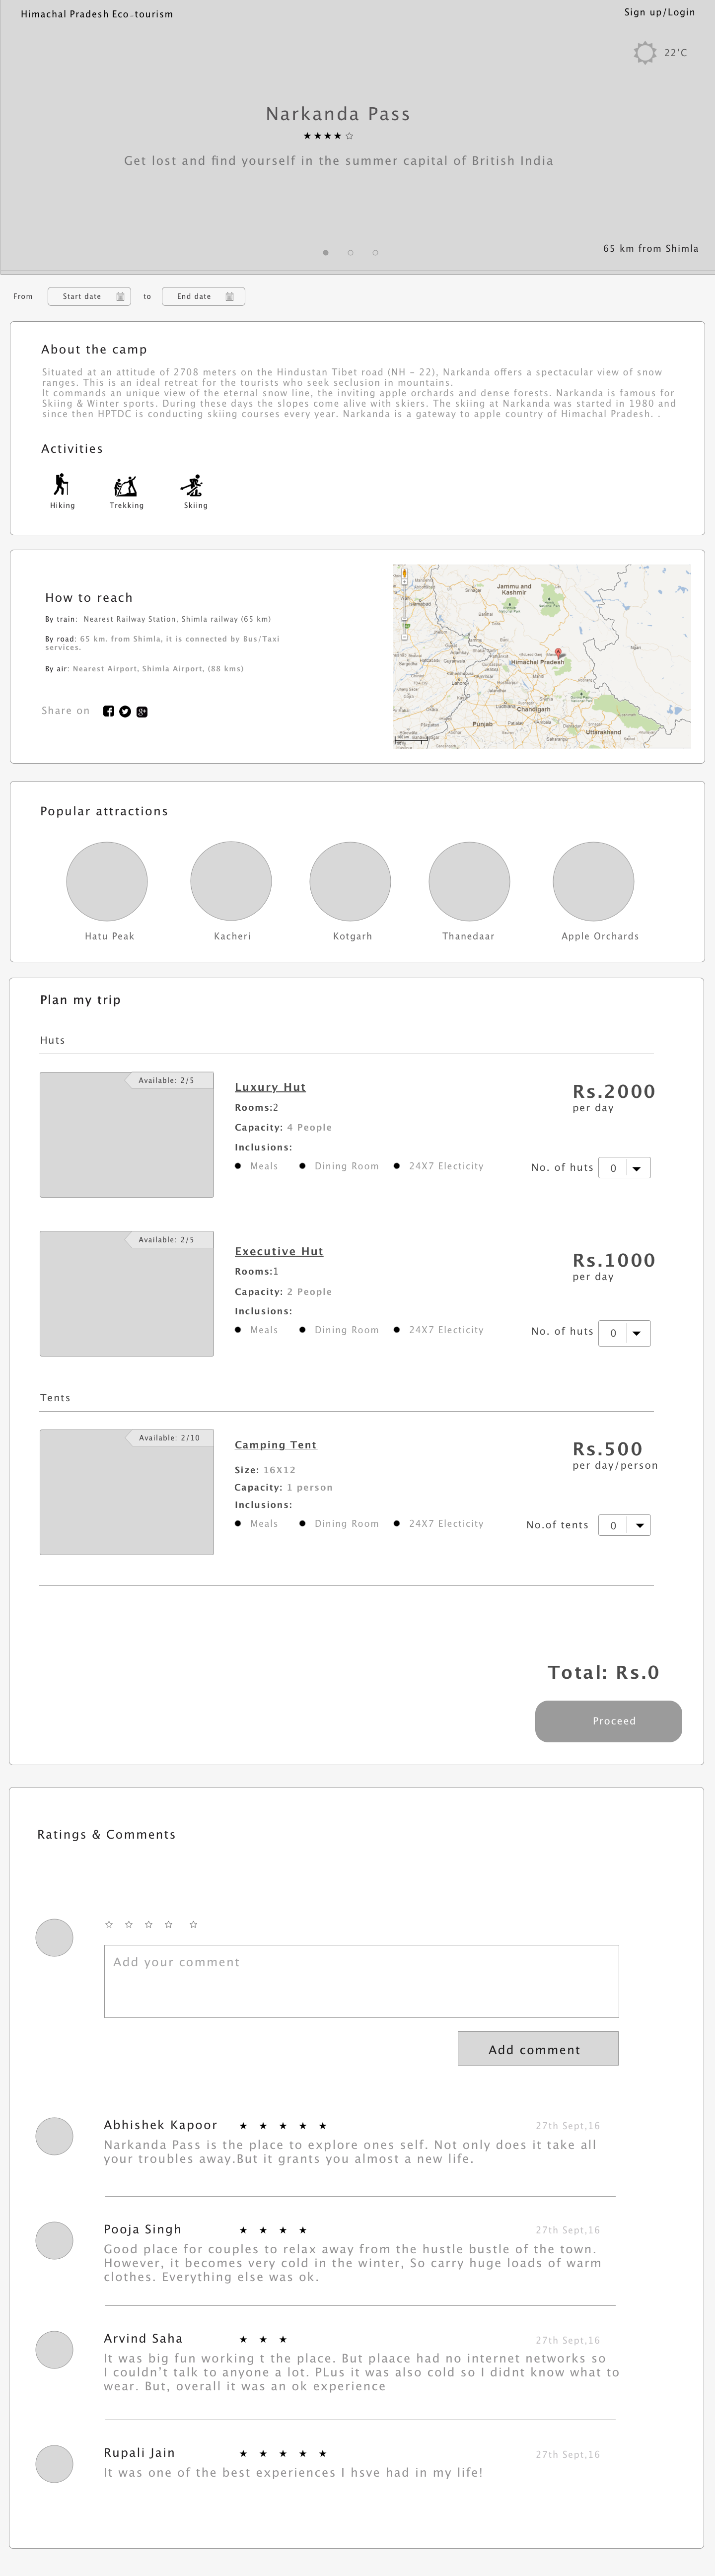 Himachal Pradesh Eco-tourism
Sign up/Login
22'C
Narkanda Pass
★★★★☆
Get lost and find yourself in the summer capital of British India
65 km from Shimla
From Start date to End date
About the camp
Situated at an attitude of 2708 meters on the Hindustan Tibet road (NH – 22), Narkanda offers a spectacular view of snow
ranges. This is an ideal retreat for the tourists who seek seclusion in mountains.
It commands an unique view of the eternal snow line, the inviting apple orchards and dense forests. Narkanda is famous for
Skiing & Winter sports. During these days the slopes come alive with skiers. The skiing at Narkanda was started in 1980 and
since then HPTDC is conducting skiing courses every year. Narkanda is a gateway to apple country of Himachal Pradesh. .
Activities
Hiking Trekking Skiing
How to reach
By train: Nearest Railway Station, Shimla railway (65 km)
By road: 65 km. from Shimla, it is connected by Bus/Taxi
services.
By air: Nearest Airport, Shimla Airport, (88 kms)
Share on
Jammu and
Kashmir
Himachal Pradesh
Chandigarh
Punjab
Uttarakhand
Popular attractions
Hatu Peak Kacheri Kotgarh Thanedaar Apple Orchards
Plan my trip
Huts
Available: 2/5
Luxury Hut
Rooms:2
Capacity: 4 People
Inclusions:
Meals Dining Room 24X7 Electicity
Rs.2000
per day
No. of huts 0
Available: 2/5
Executive Hut
Rooms:1
Capacity: 2 People
Inclusions:
Meals Dining Room 24X7 Electicity
Rs.1000
per day
No. of huts 0
Tents
Available: 2/10
Camping Tent
Size: 16X12
Capacity: 1 person
Inclusions:
Meals Dining Room 24X7 Electicity
Rs.500
per day/person
No.of tents 0
Total: Rs.0
Proceed
Ratings & Comments
☆ ☆ ☆ ☆ ☆
Add your comment
Add comment
Abhishek Kapoor ★ ★ ★ ★ ★ 27th Sept,16
Narkanda Pass is the place to explore ones self. Not only does it take all
your troubles away.But it grants you almost a new life.
Pooja Singh ★ ★ ★ ★ 27th Sept,16
Good place for couples to relax away from the hustle bustle of the town.
However, it becomes very cold in the winter, So carry huge loads of warm
clothes. Everything else was ok.
Arvind Saha ★ ★ ★ 27th Sept,16
It was big fun working t the place. But plaace had no internet networks so
I couldn't talk to anyone a lot. PLus it was also cold so I didnt know what to
wear. But, overall it was an ok experience
Rupali Jain ★ ★ ★ ★ ★ 27th Sept,16
It was one of the best experiences I hsve had in my life!